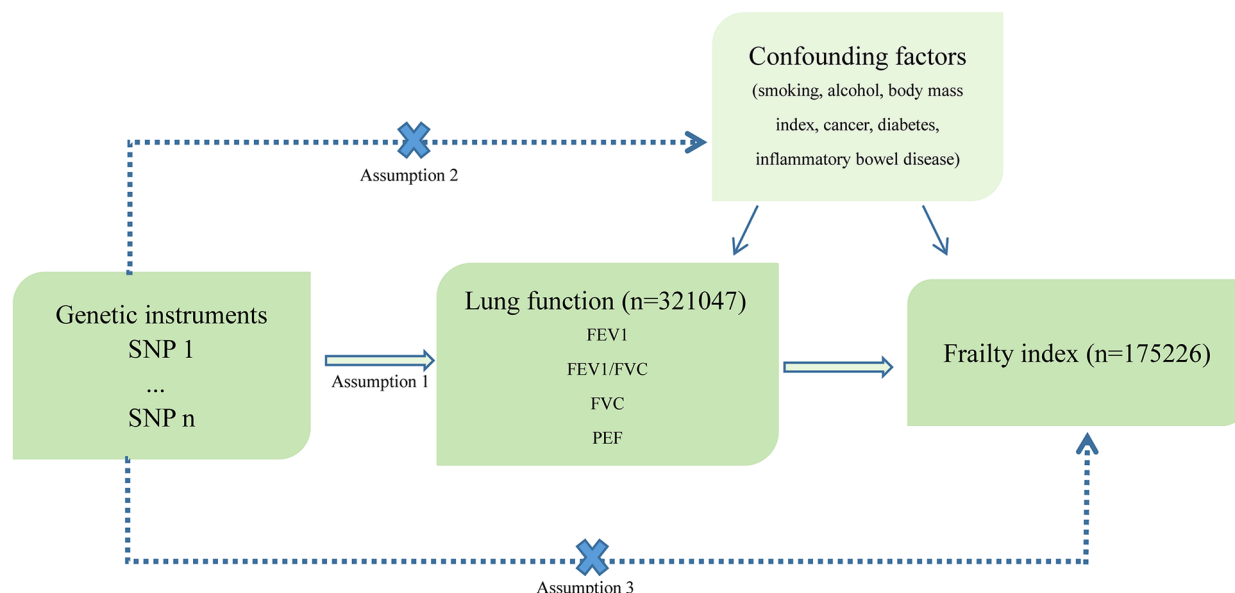 Confounding factors
(smoking, alcohol, body mass
index, cancer, diabetes,
inflammatory bowel disease)
Assumption 2
Genetic instruments
SNP 1
...
SNP n
Assumption 1
Lung function (n=321047)
FEV1
FEV1/FVC
FVC
PEF
Frailty index (n=175226)
Assumption 3